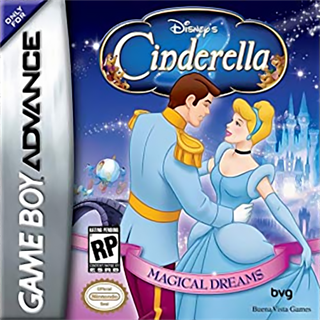 ONLY FOR
GAME BOY ADVANCE
DISNEY'S
Cinderella
MAGICAL DREAMS
RATING PENDING
RP
ESRB
Official
Nintendo
Seal
bvg
Buena Vista Games